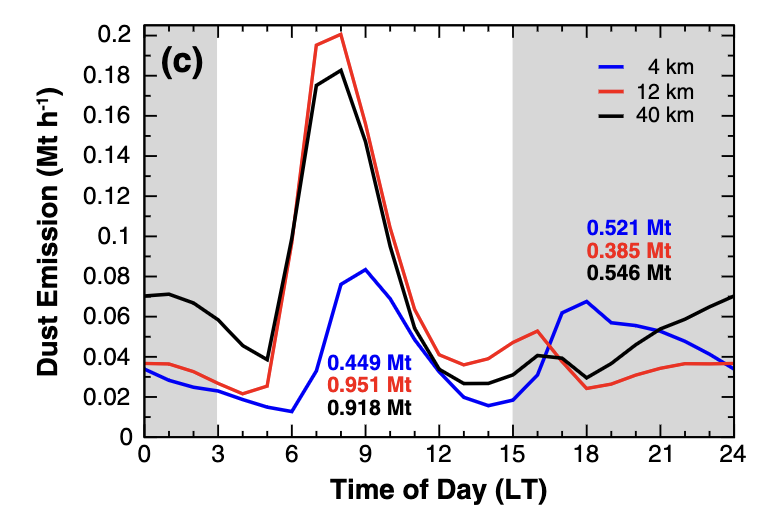 (c)
4 km
12 km
40 km
Dust Emission (Mt h⁻¹)
0.2
0.18
0.16
0.14
0.12
0.1
0.08
0.06
0.04
0.02
0
0.521 Mt
0.385 Mt
0.546 Mt
0.449 Mt
0.951 Mt
0.918 Mt
0 3 6 9 12 15 18 21 24
Time of Day (LT)